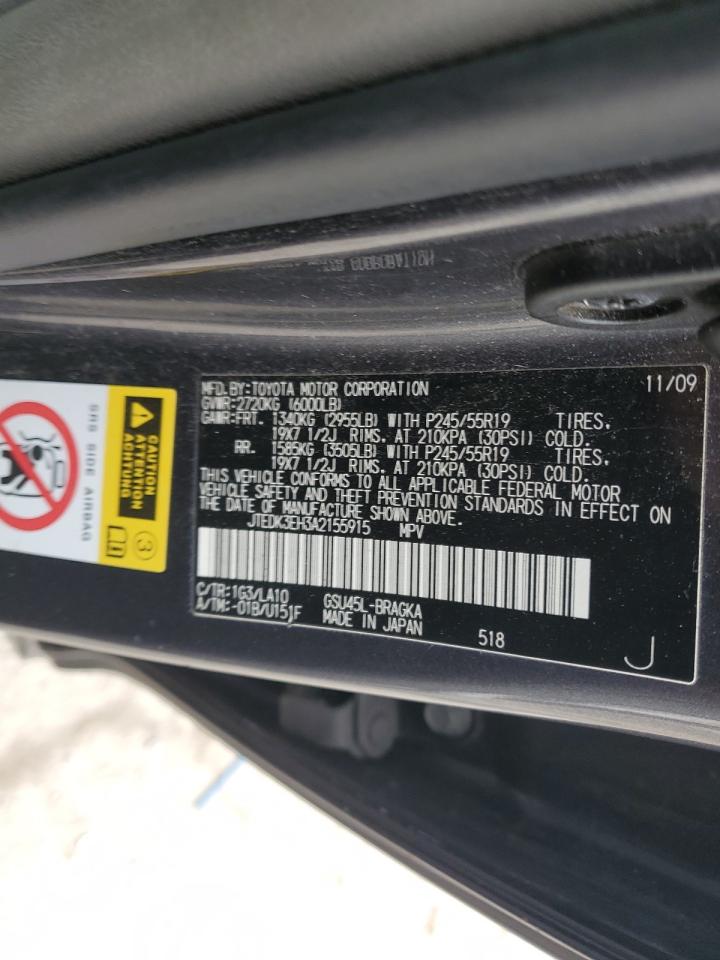 MFD.BY:TOYOTA MOTOR CORPORATION 11/09
GVWR:2720KG (6000LB)
GAWR:FRT. 1340KG (2955LB) WITH P245/55R19 TIRES,
19X7 1/2J RIMS, AT 210KPA (30PSI) COLD.
RR. 1585KG (3505LB) WITH P245/55R19 TIRES,
19X7 1/2J RIMS, AT 210KPA (30PSI) COLD.
THIS VEHICLE CONFORMS TO ALL APPLICABLE FEDERAL MOTOR
VEHICLE SAFETY AND THEFT PREVENTION STANDARDS IN EFFECT ON
THE DATE OF MANUFACTURE SHOWN ABOVE.
JTEDK3EH3A2155915 MPV
C/TR:1G3/LA10 GSU45L-BRAGKA
A/TM:-01B/U151F MADE IN JAPAN 518 J
CAUTION
ATTENTION
ACHTUNG
SRS SIDE AIRBAG
3